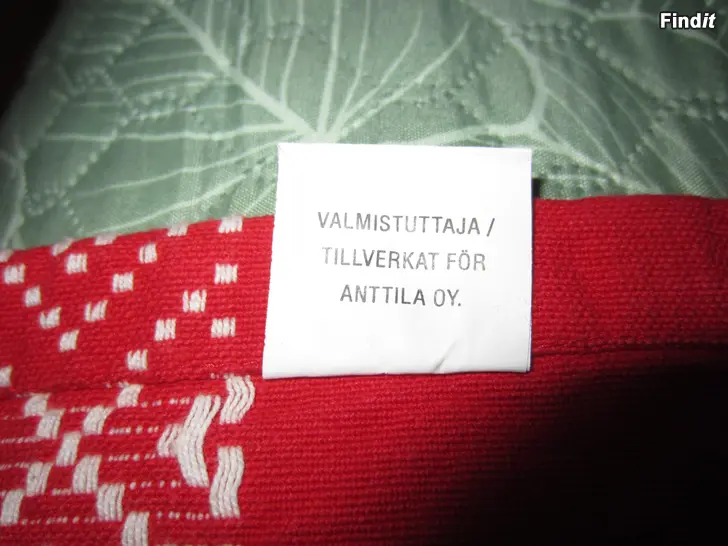 Findit
VALMISTUTTAJA /
TILLVERKAT FÖR
ANTTILA OY.